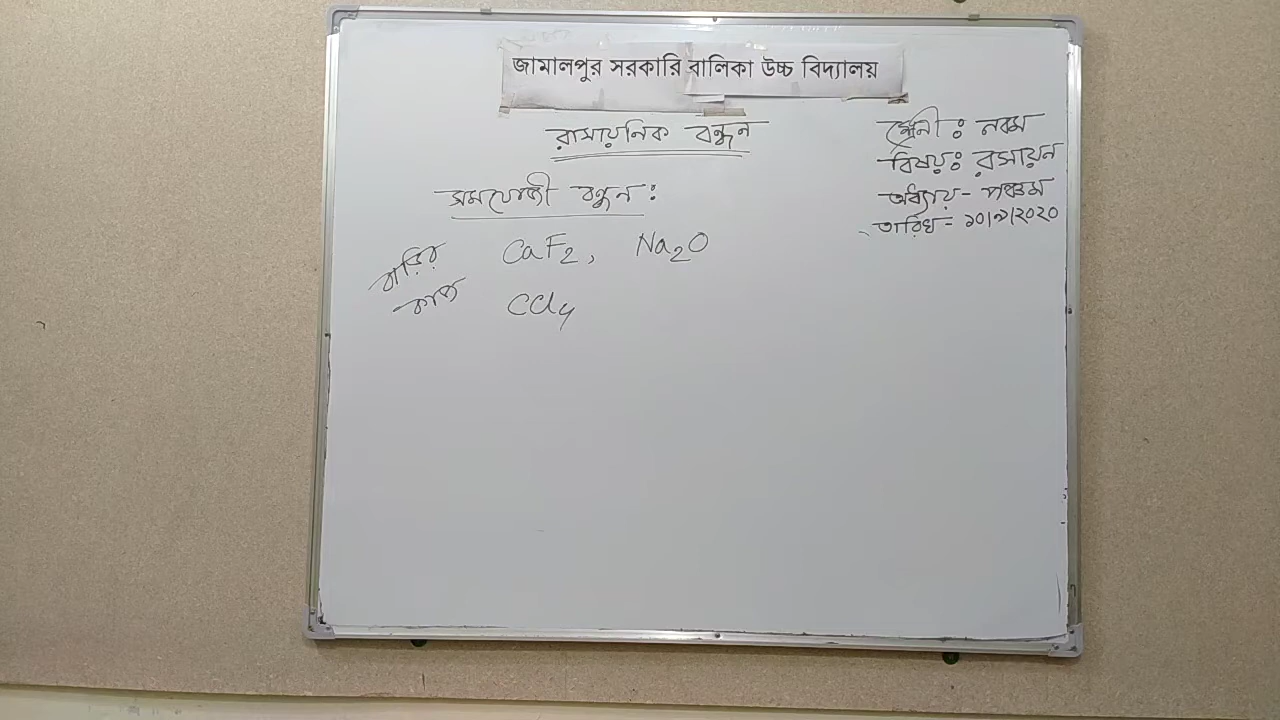 জামালপুর সরকারি বালিকা উচ্চ বিদ্যালয়
রাসায়নিক বন্ধন
শ্রেনী ঃ নবম
বিষয়ঃ রসায়ন
অধ্যায় - পঞ্চম
তারিখ = ১০/৯/২০২০
সমযোজী বন্ধন :
বাড়ির কাজ
CaF2, Na2O
CCl4